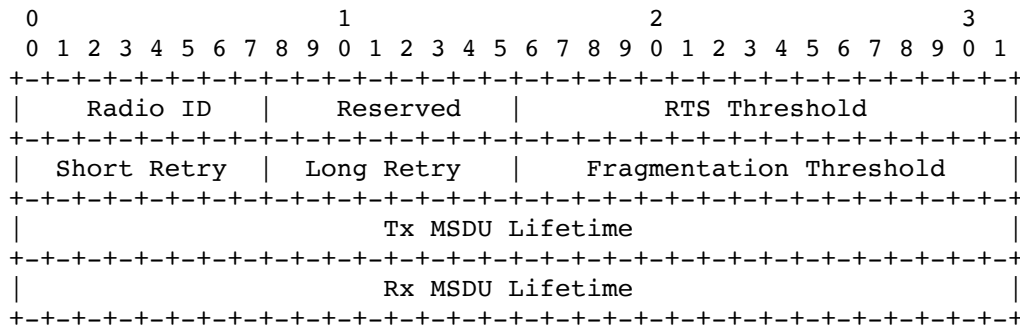 0                   1                   2                   3
 0 1 2 3 4 5 6 7 8 9 0 1 2 3 4 5 6 7 8 9 0 1 2 3 4 5 6 7 8 9 0 1
+-+-+-+-+-+-+-+-+-+-+-+-+-+-+-+-+-+-+-+-+-+-+-+-+-+-+-+-+-+-+-+-+
|    Radio ID   |    Reserved   |         RTS Threshold         |
+-+-+-+-+-+-+-+-+-+-+-+-+-+-+-+-+-+-+-+-+-+-+-+-+-+-+-+-+-+-+-+-+
|  Short Retry  |  Long Retry   |    Fragmentation Threshold    |
+-+-+-+-+-+-+-+-+-+-+-+-+-+-+-+-+-+-+-+-+-+-+-+-+-+-+-+-+-+-+-+-+
|                       Tx MSDU Lifetime                        |
+-+-+-+-+-+-+-+-+-+-+-+-+-+-+-+-+-+-+-+-+-+-+-+-+-+-+-+-+-+-+-+-+
|                       Rx MSDU Lifetime                        |
+-+-+-+-+-+-+-+-+-+-+-+-+-+-+-+-+-+-+-+-+-+-+-+-+-+-+-+-+-+-+-+-+